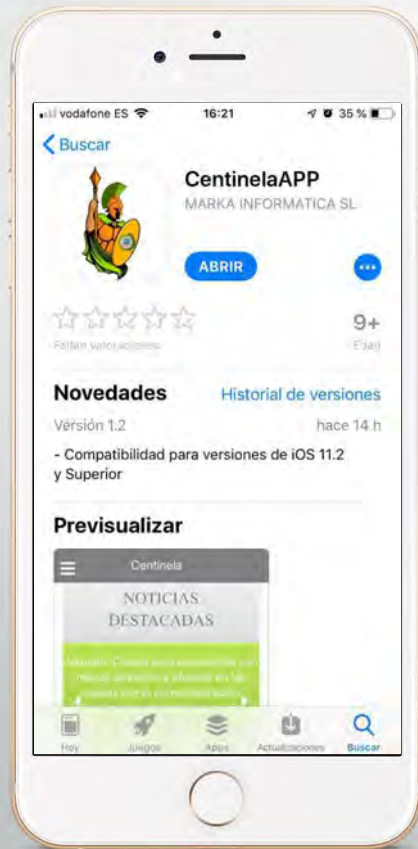 vodafone ES 16:21 35 %
Buscar
CentinelaAPP
MARKA INFORMATICA SL
ABRIR
9+
Faltan valoraciones Edad
Novedades Historial de versiones
Versión 1.2 hace 14 h
- Compatibilidad para versiones de iOS 11.2
y Superior
Previsualizar
Centinela
NOTICIAS
DESTACADAS
Hoy Juegos Apps Actualizaciones Buscar